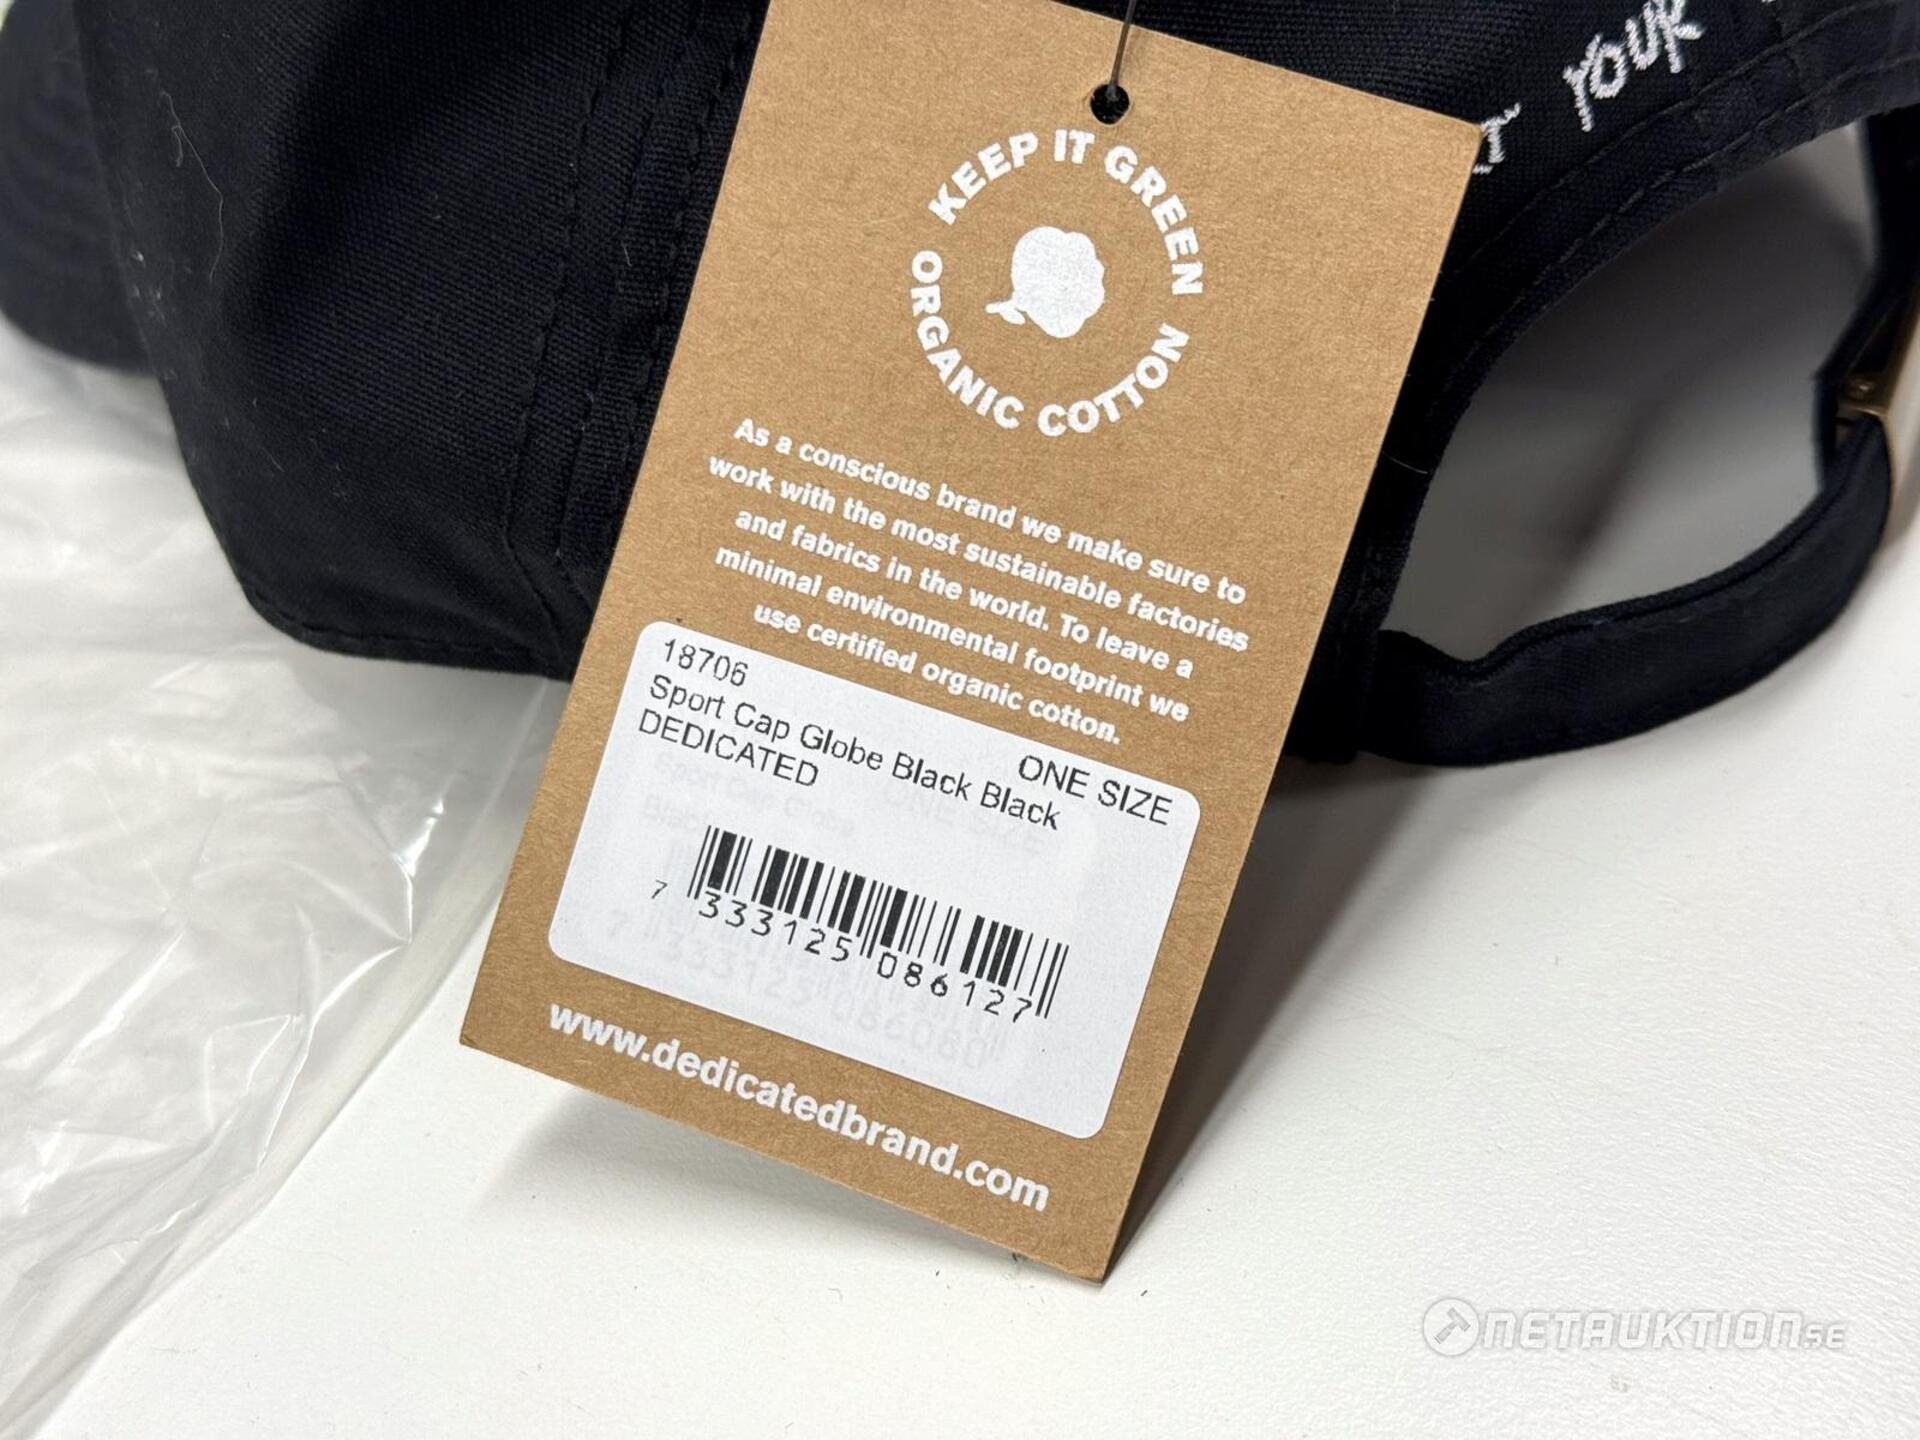 YOUR
KEEP IT GREEN
ORGANIC COTTON
As a conscious brand we make sure to
work with the most sustainable factories
and fabrics in the world. To leave a
minimal environmental footprint we
use certified organic cotton.
18706
ONE SIZE
Sport Cap Globe Black Black
DEDICATED
7 333125 086127
www.dedicatedbrand.com
NETAUKTION.SE